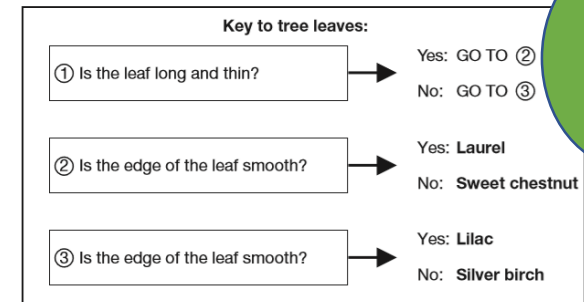 Key to tree leaves:
① Is the leaf long and thin?
Yes: GO TO ②
No: GO TO ③
② Is the edge of the leaf smooth?
Yes: Laurel
No: Sweet chestnut
③ Is the edge of the leaf smooth?
Yes: Lilac
No: Silver birch